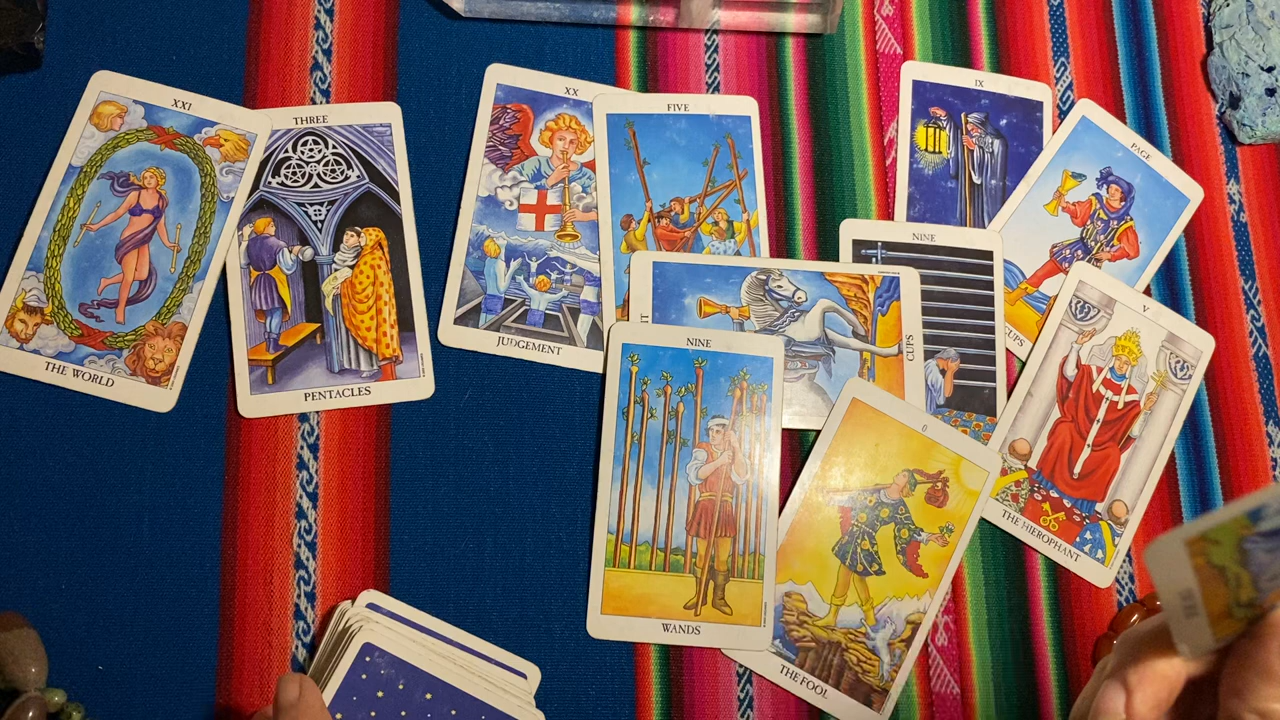 XXI
THE WORLD
THREE
PENTACLES
XX
JUDGEMENT
FIVE
IX
PAGE
CUPS
NINE
CUPS
V
THE HIEROPHANT
NINE
WANDS
0
THE FOOL